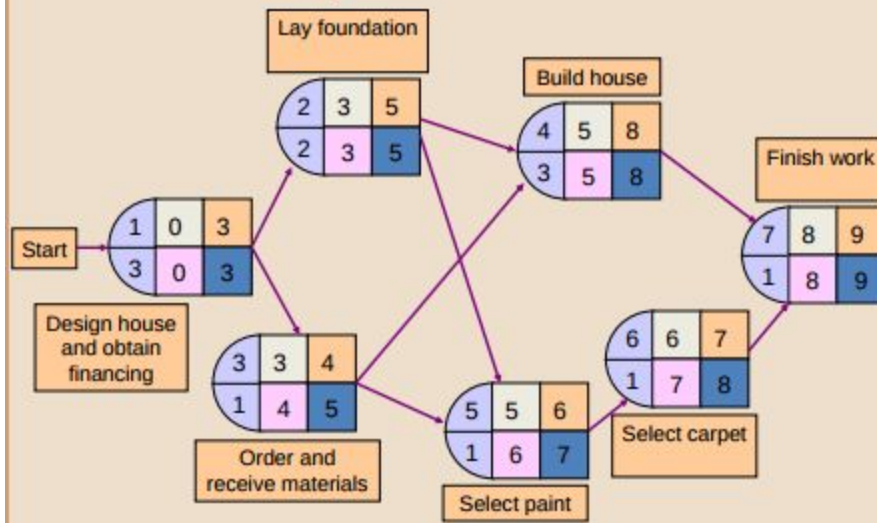 Lay foundation
2 3 5
2 3 5
Build house
4 5 8
3 5 8
Finish work
7 8 9
1 8 9
Start
1 0 3
3 0 3
Design house
and obtain
financing
3 3 4
1 4 5
Order and
receive materials
5 5 6
1 6 7
Select paint
6 6 7
1 7 8
Select carpet